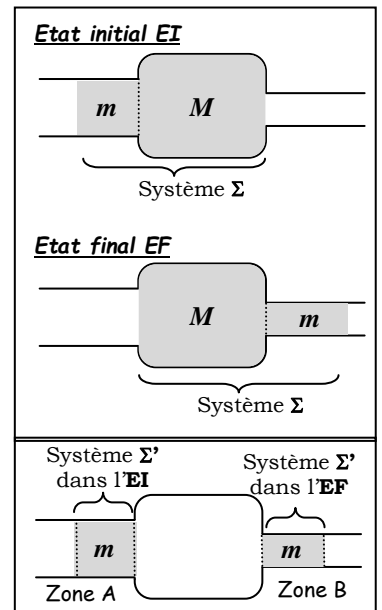 Etat initial EI
m M
Système Σ
Etat final EF
M m
Système Σ
Système Σ’ Système Σ’
dans l’EI dans l’EF
m m
Zone A Zone B